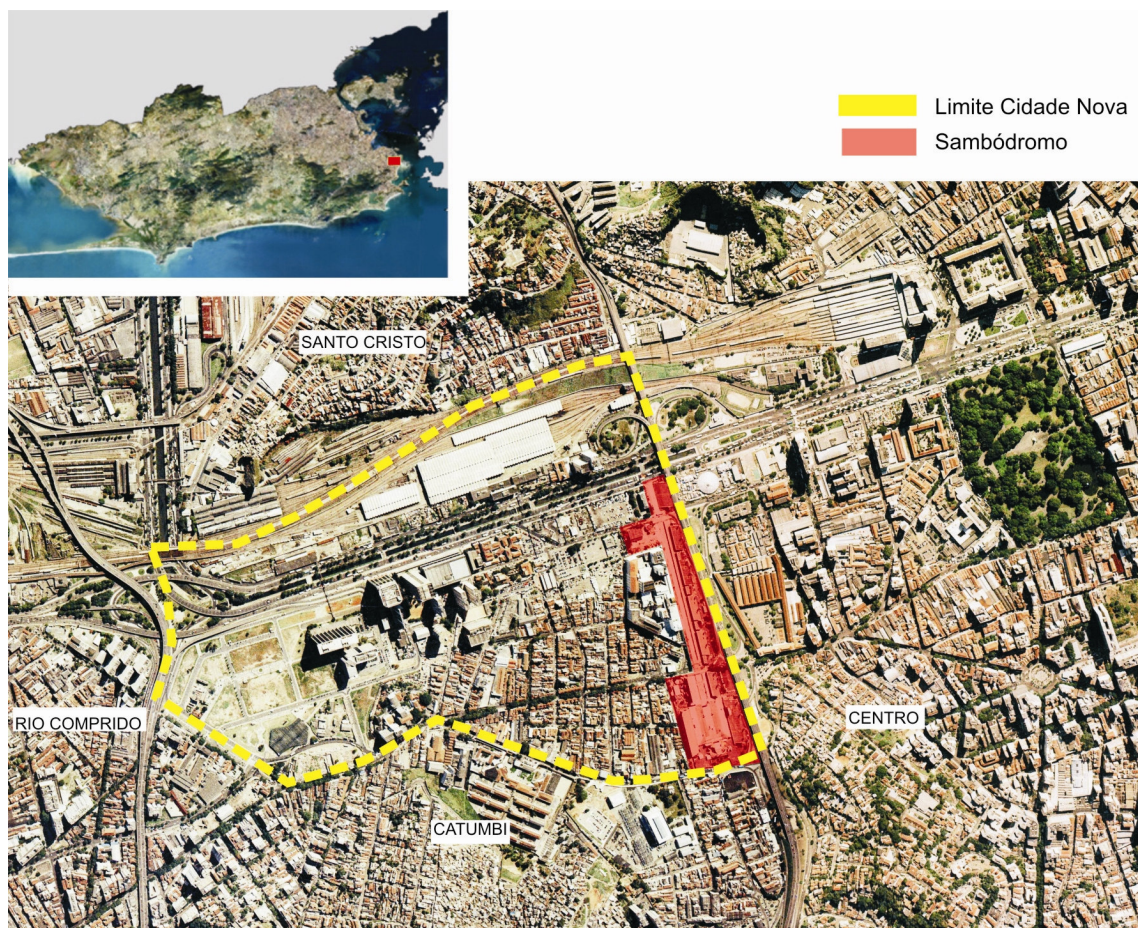 Limite Cidade Nova
Sambódromo
SANTO CRISTO
RIO COMPRIDO
CENTRO
CATUMBI